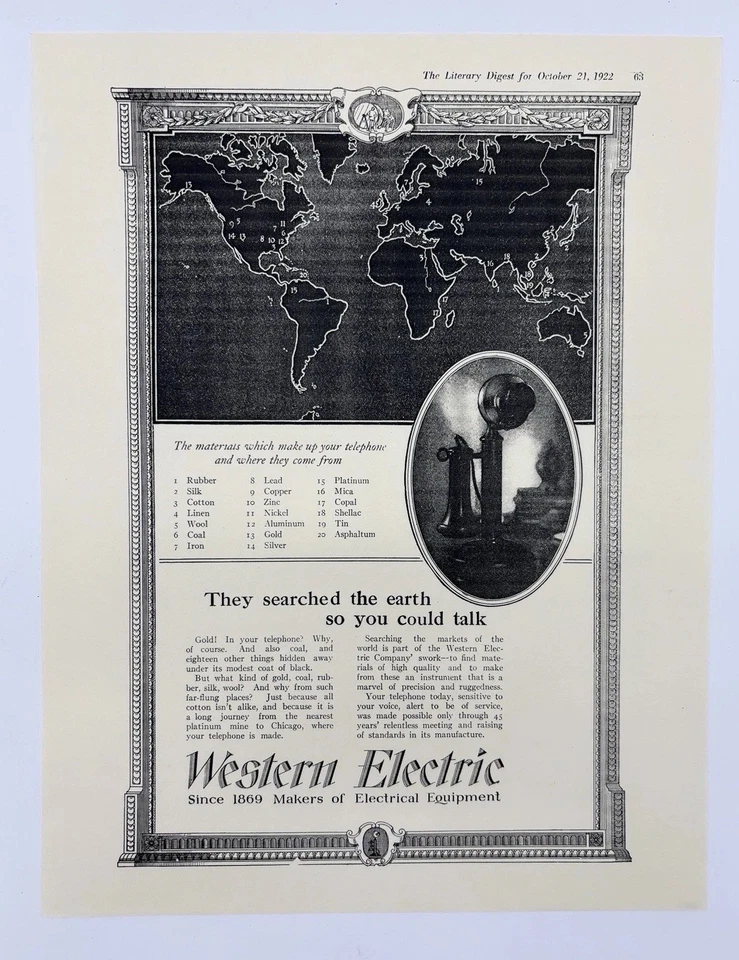 The Literary Digest for October 21, 1922 63
The materials which make up your telephone
and where they come from
1 Rubber
2 Silk
3 Cotton
4 Linen
5 Wool
6 Coal
7 Iron
8 Lead
9 Copper
10 Zinc
11 Nickel
12 Aluminum
13 Gold
14 Silver
15 Platinum
16 Mica
17 Copal
18 Shellac
19 Tin
20 Asphaltum
They searched the earth
so you could talk
Gold! In your telephone? Why,
of course. And also coal, and
eighteen other things hidden away
under its modest coat of black.
But what kind of gold, coal, rub-
ber, silk, wool? And why from such
far-flung places? Just because all
cotton isn't alike, and because it is
a long journey from the nearest
platinum mine to Chicago, where
your telephone is made.
Searching the markets of the
world is part of the Western Elec-
tric Company' swork—to find mate-
rials of high quality and to make
from these an instrument that is a
marvel of precision and ruggedness.
Your telephone today, sensitive to
your voice, alert to be of service,
was made possible only through 45
years' relentless meeting and raising
of standards in its manufacture.
Western Electric
Since 1869 Makers of Electrical Equipment